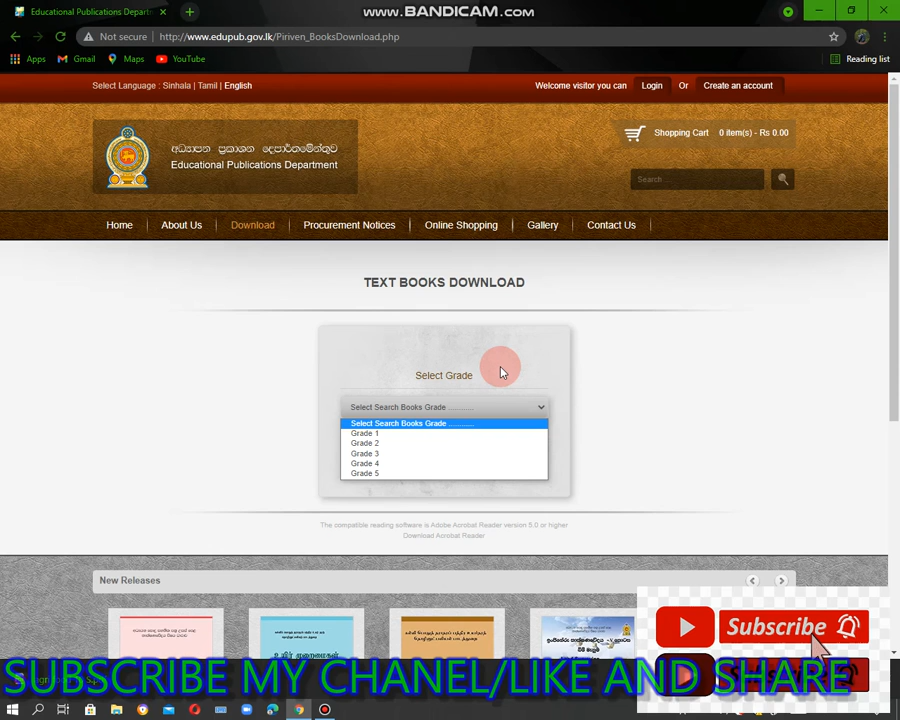 Educational Publications Departm
www.BANDICAM.com
Not secure | http://www.edupub.gov.lk/Piriven_BooksDownload.php
Apps Gmail Maps YouTube Reading list
Select Language : Sinhala | Tamil | English
Welcome visitor you can Login Or Create an account
අධ්‍යාපන ප්‍රකාශන දෙපාර්තමේන්තුව
Educational Publications Department
Shopping Cart 0 item(s) - Rs 0.00
Search ...
Home About Us Download Procurement Notices Online Shopping Gallery Contact Us
TEXT BOOKS DOWNLOAD
Select Grade
Select Search Books Grade ............
Select Search Books Grade ............
Grade 1
Grade 2
Grade 3
Grade 4
Grade 5
The compatible reading software is Adobe Acrobat Reader version 5.0 or higher
Download Acrobat Reader
New Releases
Subscribe
SUBSCRIBE MY CHANEL/LIKE AND SHARE